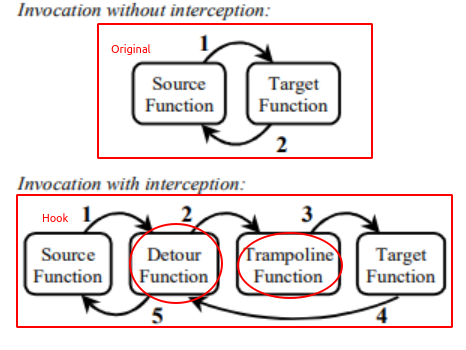 Invocation without interception:
Original
1
Source
Function
Target
Function
2
Invocation with interception:
Hook
1
2
3
Source
Function
Detour
Function
Trampoline
Function
Target
Function
5
4